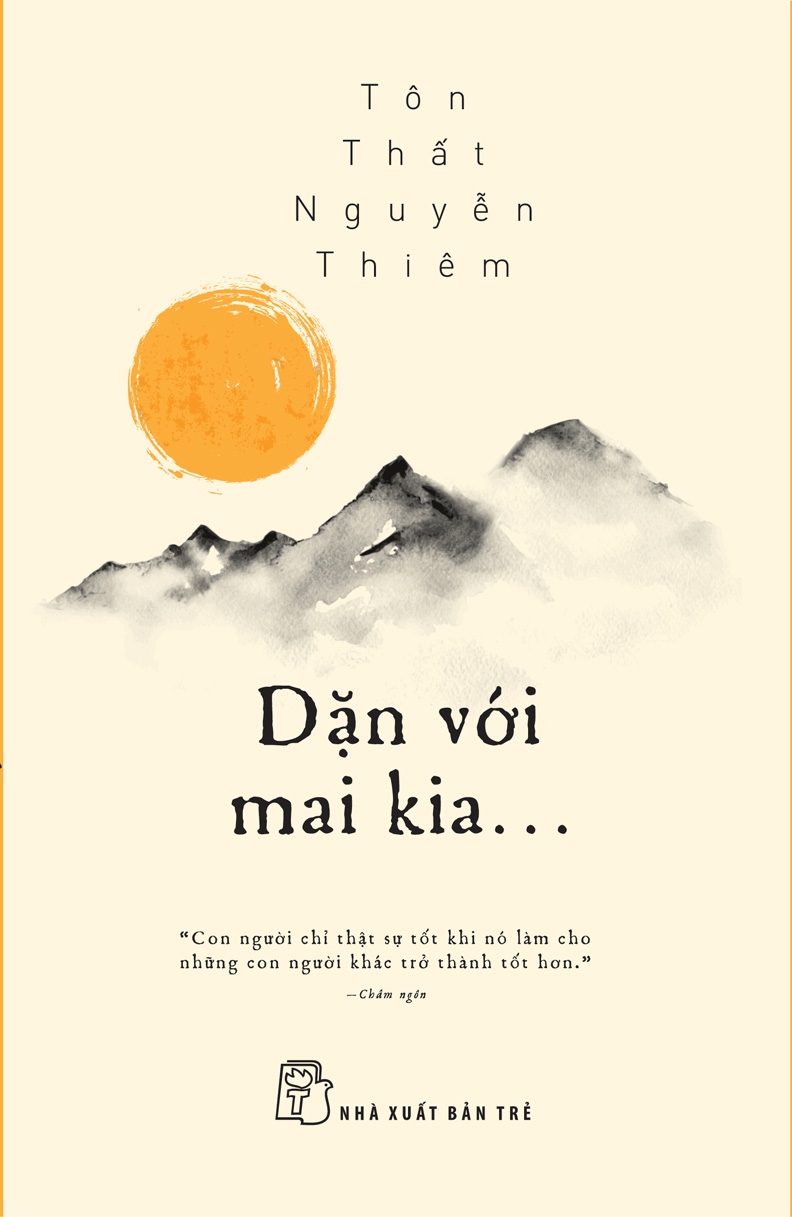 Tôn
Thất
Nguyễn
Thiêm
Dặn với
mai kia...
“Con người chỉ thật sự tốt khi nó làm cho
những con người khác trở thành tốt hơn.”
—Châm ngôn
T
NHÀ XUẤT BẢN TRẺ